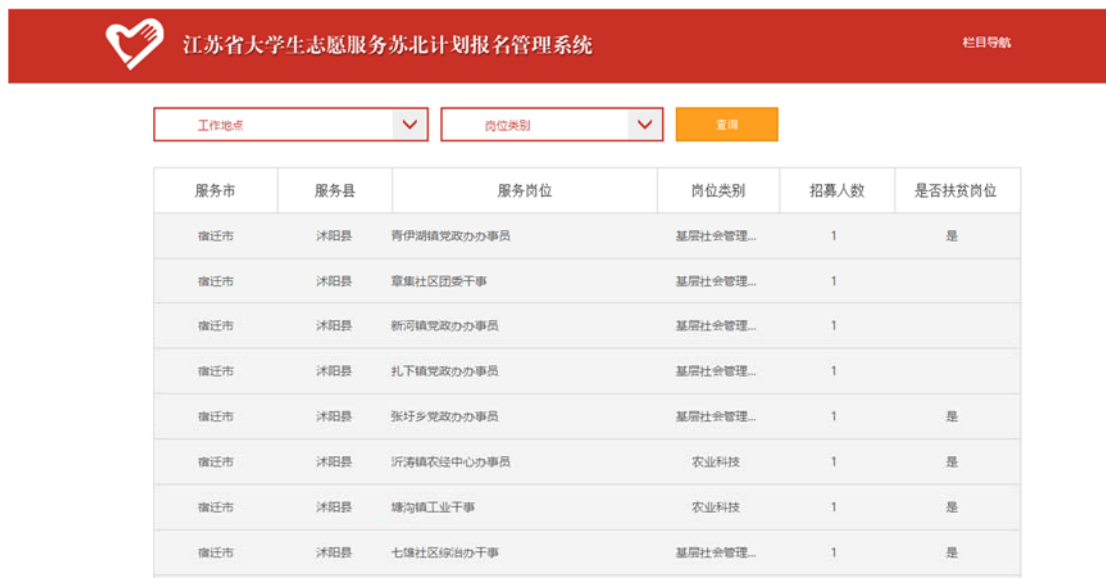 江苏省大学生志愿服务苏北计划报名管理系统 栏目导航
工作地点 岗位类别 查询
服务市 服务县 服务岗位 岗位类别 招募人数 是否扶贫岗位
宿迁市 沭阳县 青伊湖镇党政办办事员 基层社会管理... 1 是
宿迁市 沭阳县 章集社区团委干事 基层社会管理... 1
宿迁市 沭阳县 新河镇党政办办事员 基层社会管理... 1
宿迁市 沭阳县 扎下镇党政办办事员 基层社会管理... 1
宿迁市 沭阳县 张圩乡党政办办事员 基层社会管理... 1 是
宿迁市 沭阳县 沂涛镇农经中心办事员 农业科技 1 是
宿迁市 沭阳县 塘沟镇工业干事 农业科技 1 是
宿迁市 沭阳县 七雄社区综治办干事 基层社会管理... 1 是